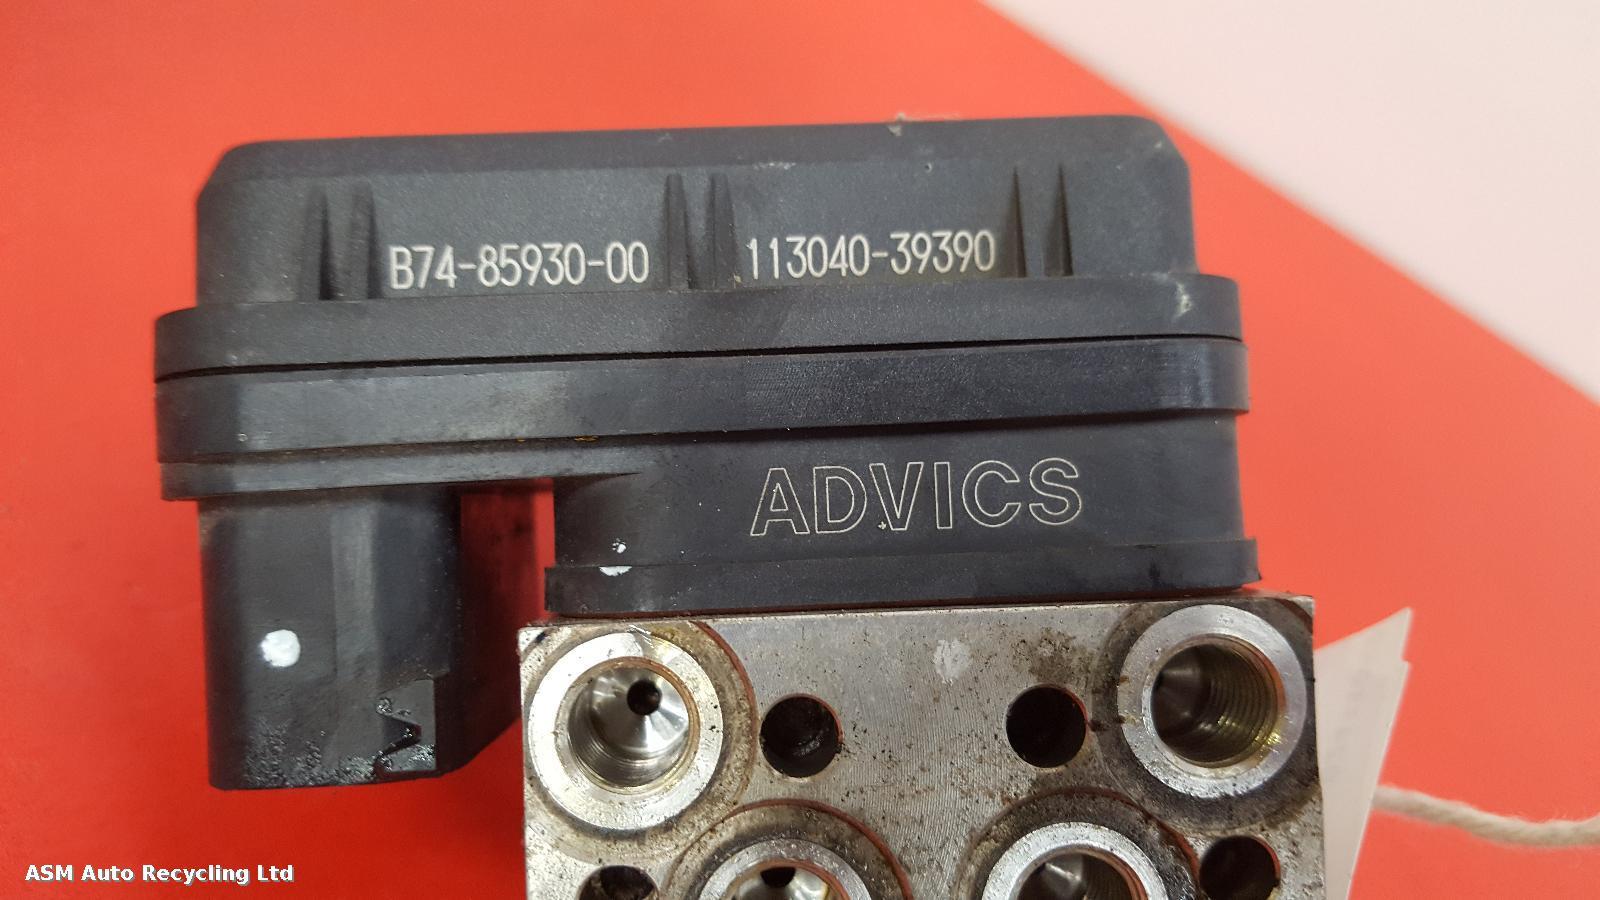 B74-85930-00 113040-39390
ADVICS
ASM Auto Recycling Ltd